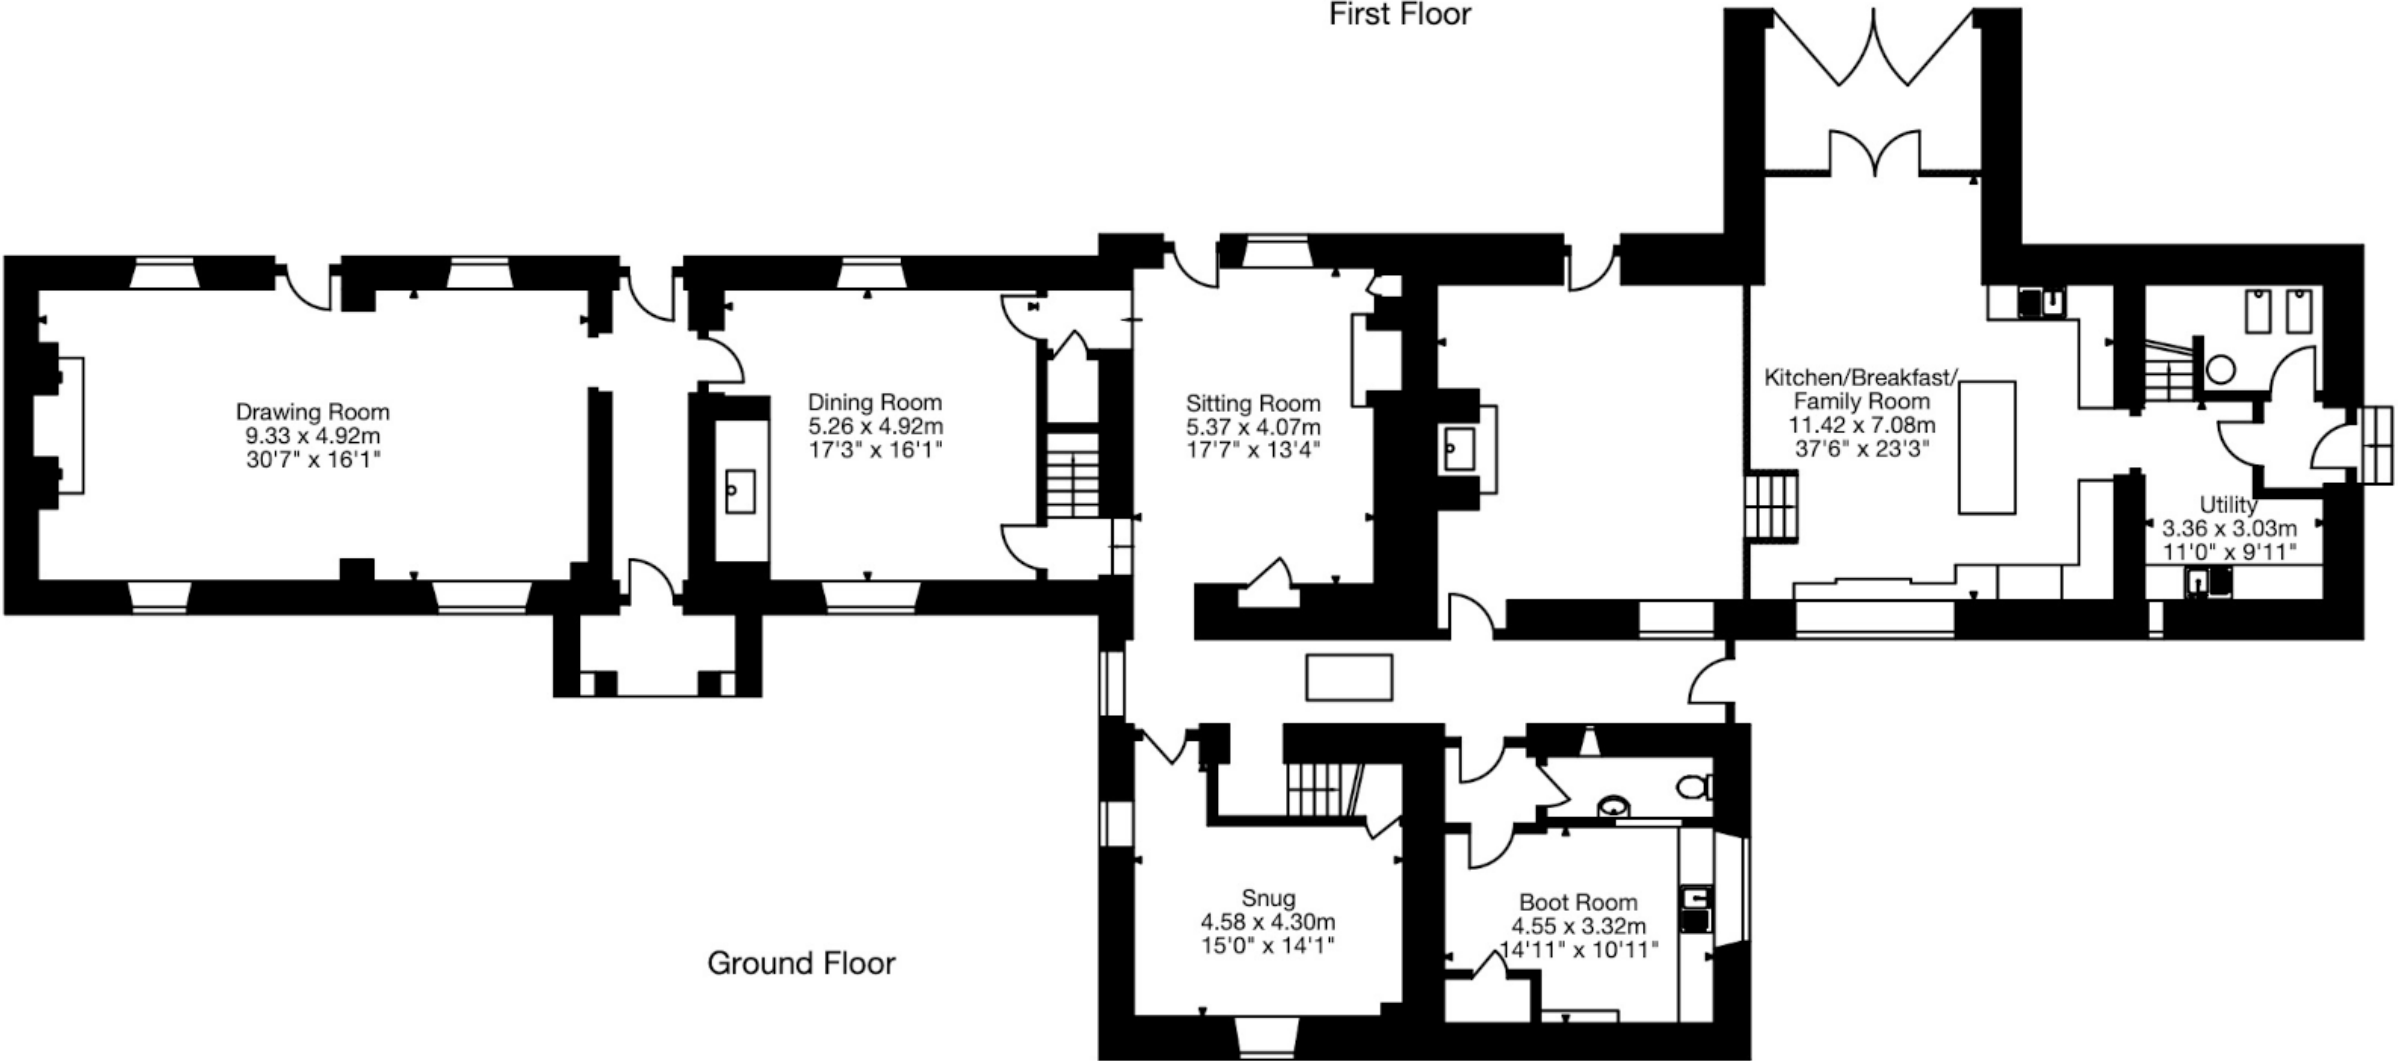 First Floor
Kitchen/Breakfast/
Family Room
11.42 x 7.08m
37'6" x 23'3"
Drawing Room
9.33 x 4.92m
30'7" x 16'1"
Dining Room
5.26 x 4.92m
17'3" x 16'1"
Sitting Room
5.37 x 4.07m
17'7" x 13'4"
Utility
3.36 x 3.03m
11'0" x 9'11"
Snug
4.58 x 4.30m
15'0" x 14'1"
Boot Room
4.55 x 3.32m
14'11" x 10'11"
Ground Floor